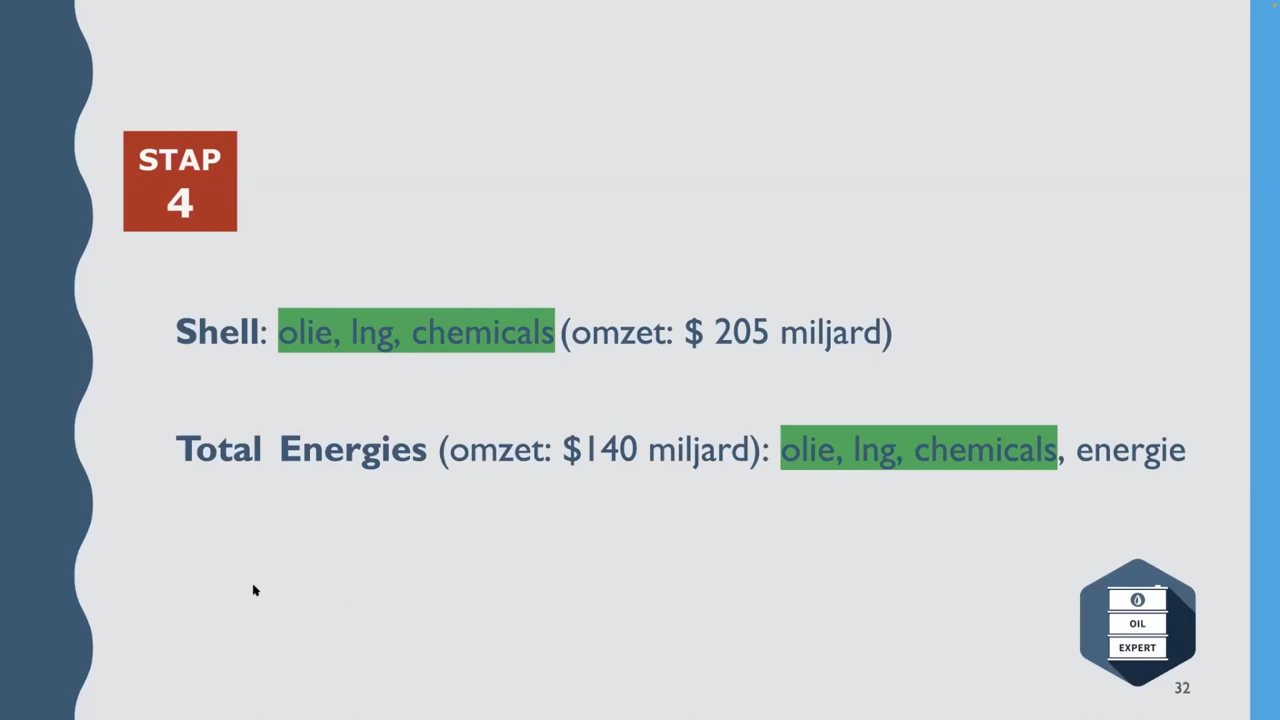 STAP
4
Shell: olie, lng, chemicals (omzet: $ 205 miljard)
Total Energies (omzet: $140 miljard): olie, lng, chemicals, energie
OIL
EXPERT
32